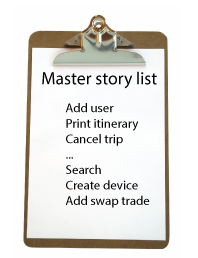 Master story list
Add user
Print itinerary
Cancel trip
...
Search
Create device
Add swap trade